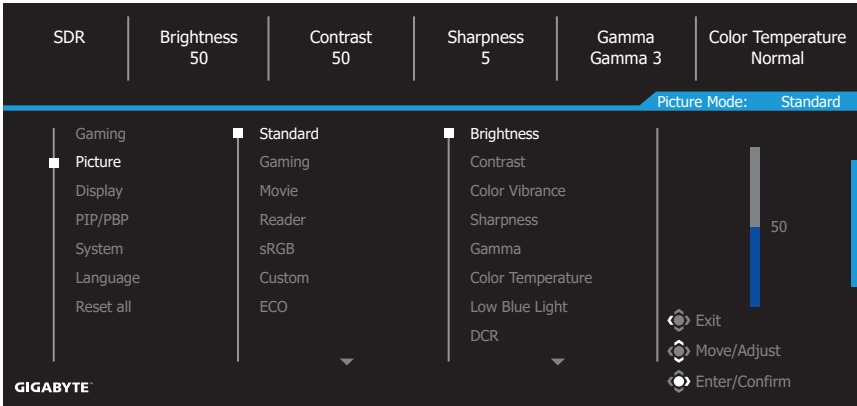 SDR
Brightness
50
Contrast
50
Sharpness
5
Gamma
Gamma 3
Color Temperature
Normal
Picture Mode: Standard
Gaming
Picture
Display
PIP/PBP
System
Language
Reset all
Standard
Gaming
Movie
Reader
sRGB
Custom
ECO
Brightness
Contrast
Color Vibrance
Sharpness
Gamma
Color Temperature
Low Blue Light
DCR
50
Exit
Move/Adjust
Enter/Confirm
GIGABYTE™